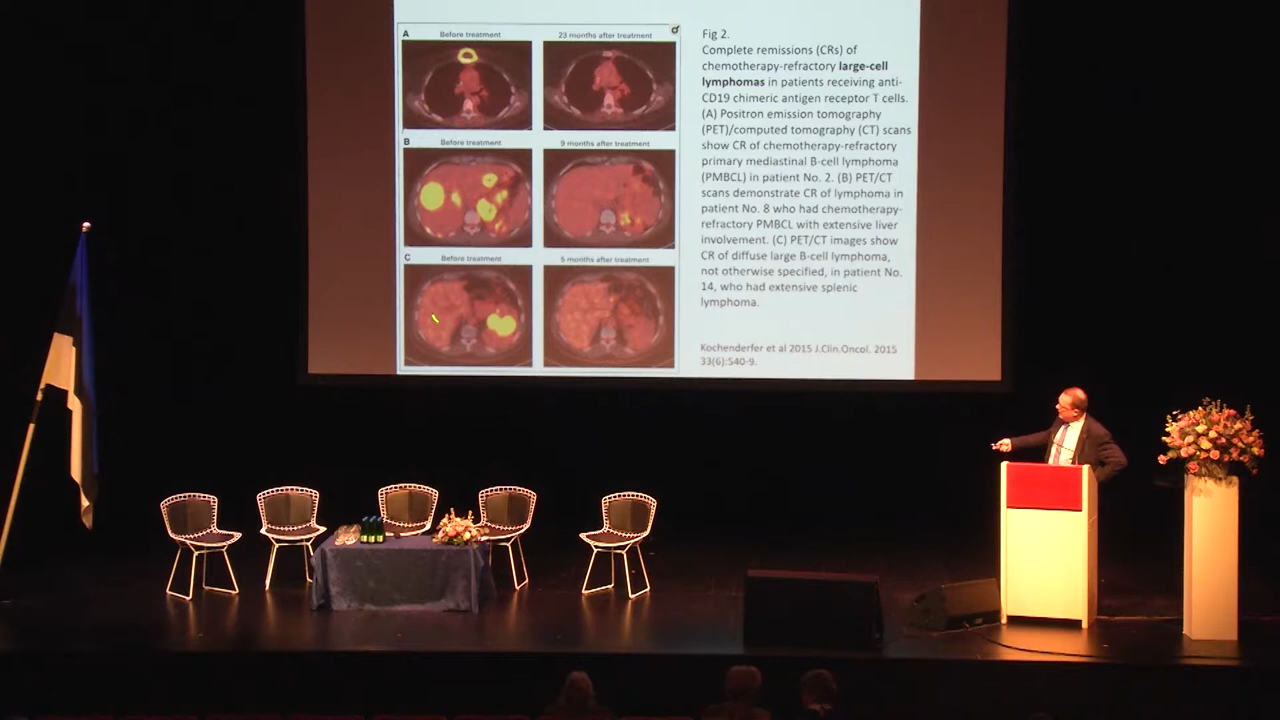 A Before treatment 23 months after treatment
B Before treatment 9 months after treatment
C Before treatment 5 months after treatment
Fig 2.
Complete remissions (CRs) of
chemotherapy-refractory large-cell
lymphomas in patients receiving anti-
CD19 chimeric antigen receptor T cells.
(A) Positron emission tomography
(PET)/computed tomography (CT) scans
show CR of chemotherapy-refractory
primary mediastinal B-cell lymphoma
(PMBCL) in patient No. 2. (B) PET/CT
scans demonstrate CR of lymphoma in
patient No. 8 who had chemotherapy-
refractory PMBCL with extensive liver
involvement. (C) PET/CT images show
CR of diffuse large B-cell lymphoma,
not otherwise specified, in patient No.
14, who had extensive splenic
lymphoma.
Kochenderfer et al 2015 J.Clin.Oncol. 2015
33(6):540-9.